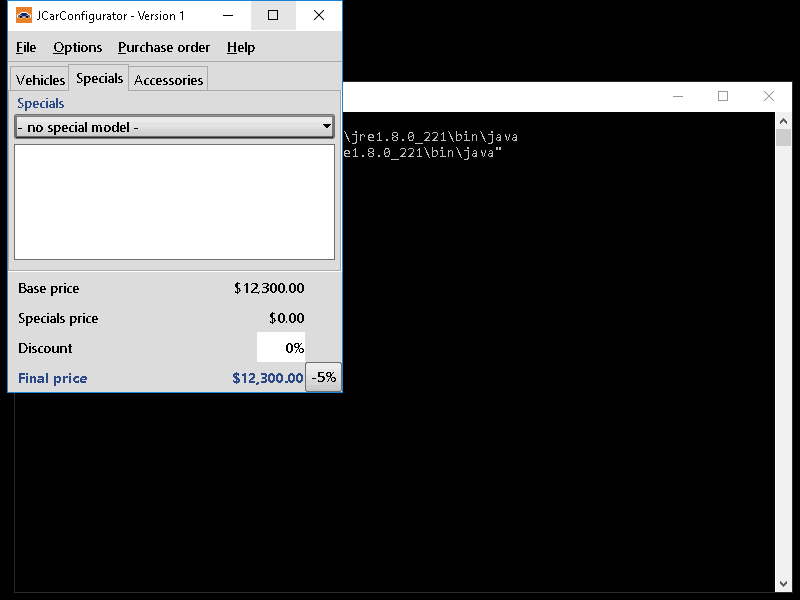 JCarConfigurator - Version 1
File Options Purchase order Help
Vehicles Specials Accessories
Specials
- no special model -
\jre1.8.0_221\bin\java
e1.8.0_221\bin\java"
Base price $12,300.00
Specials price $0.00
Discount 0%
Final price $12,300.00 -5%